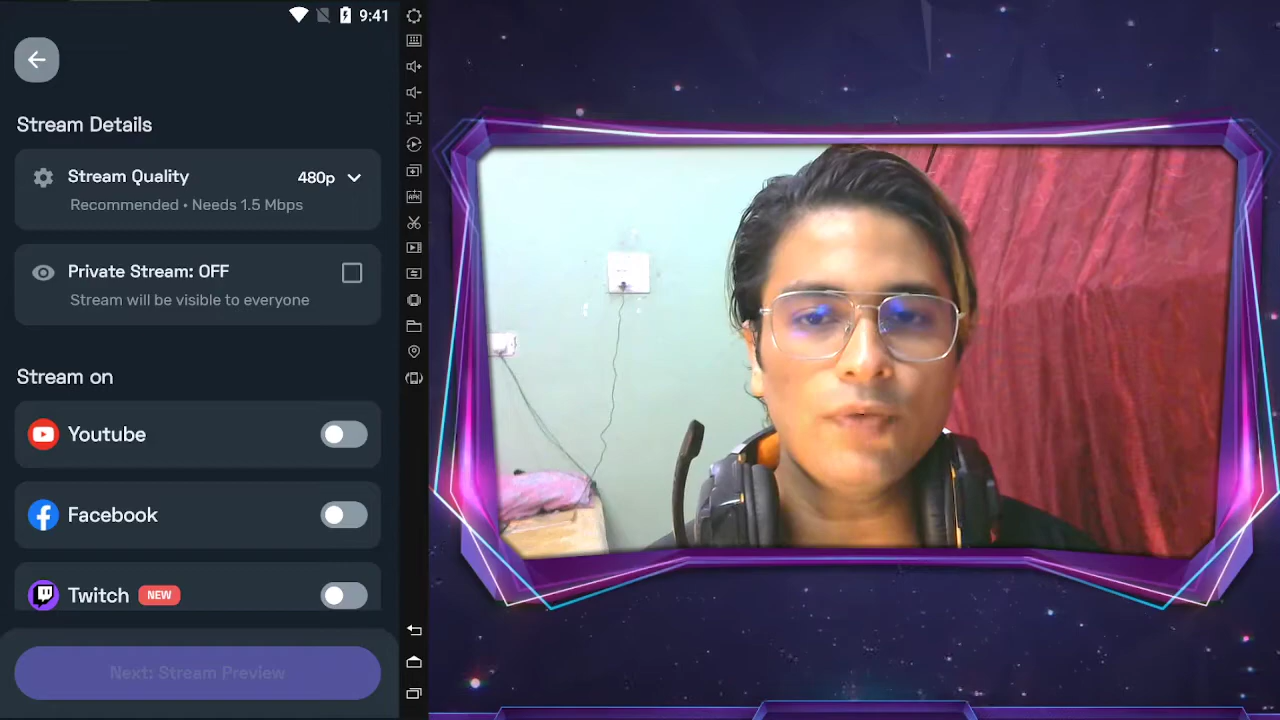 9:41
Stream Details
Stream Quality
480p
Recommended • Needs 1.5 Mbps
Private Stream: OFF
Stream will be visible to everyone
Stream on
Youtube
Facebook
Twitch NEW
Next: Stream Preview
APK